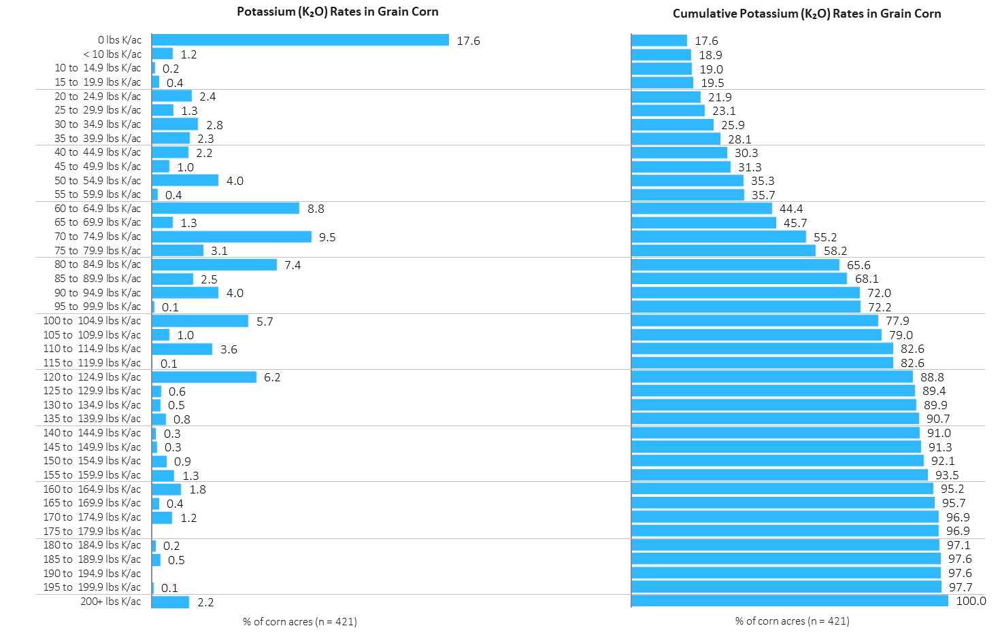 Potassium (K₂O) Rates in Grain Corn
Cumulative Potassium (K₂O) Rates in Grain Corn
0 lbs K/ac 17.6 17.6
< 10 lbs K/ac 1.2 18.9
10 to 14.9 lbs K/ac 0.2 19.0
15 to 19.9 lbs K/ac 0.4 19.5
20 to 24.9 lbs K/ac 2.4 21.9
25 to 29.9 lbs K/ac 1.3 23.1
30 to 34.9 lbs K/ac 2.8 25.9
35 to 39.9 lbs K/ac 2.3 28.1
40 to 44.9 lbs K/ac 2.2 30.3
45 to 49.9 lbs K/ac 1.0 31.3
50 to 54.9 lbs K/ac 4.0 35.3
55 to 59.9 lbs K/ac 0.4 35.7
60 to 64.9 lbs K/ac 8.8 44.4
65 to 69.9 lbs K/ac 1.3 45.7
70 to 74.9 lbs K/ac 9.5 55.2
75 to 79.9 lbs K/ac 3.1 58.2
80 to 84.9 lbs K/ac 7.4 65.6
85 to 89.9 lbs K/ac 2.5 68.1
90 to 94.9 lbs K/ac 4.0 72.0
95 to 99.9 lbs K/ac 0.1 72.2
100 to 104.9 lbs K/ac 5.7 77.9
105 to 109.9 lbs K/ac 1.0 79.0
110 to 114.9 lbs K/ac 3.6 82.6
115 to 119.9 lbs K/ac 0.1 82.6
120 to 124.9 lbs K/ac 6.2 88.8
125 to 129.9 lbs K/ac 0.6 89.4
130 to 134.9 lbs K/ac 0.5 89.9
135 to 139.9 lbs K/ac 0.8 90.7
140 to 144.9 lbs K/ac 0.3 91.0
145 to 149.9 lbs K/ac 0.3 91.3
150 to 154.9 lbs K/ac 0.9 92.1
155 to 159.9 lbs K/ac 1.3 93.5
160 to 164.9 lbs K/ac 1.8 95.2
165 to 169.9 lbs K/ac 0.4 95.7
170 to 174.9 lbs K/ac 1.2 96.9
175 to 179.9 lbs K/ac 96.9
180 to 184.9 lbs K/ac 0.2 97.1
185 to 189.9 lbs K/ac 0.5 97.6
190 to 194.9 lbs K/ac 97.6
195 to 199.9 lbs K/ac 0.1 97.7
200+ lbs K/ac 2.2 100.0
% of corn acres (n = 421)
% of corn acres (n = 421)